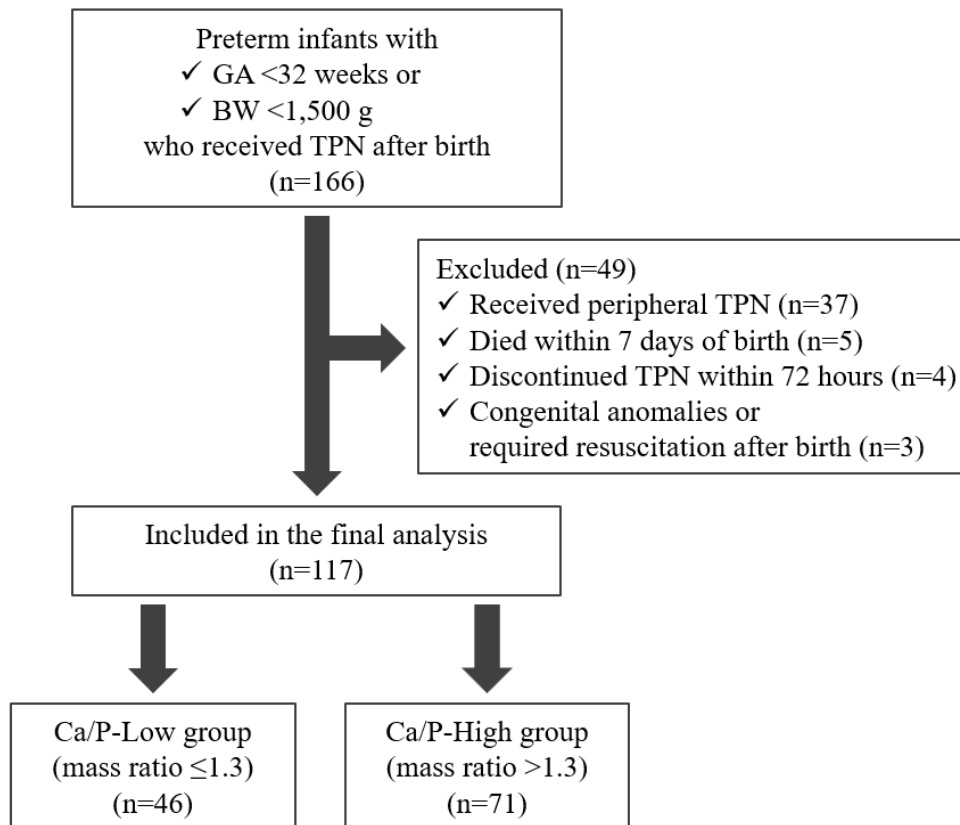 Preterm infants with
✓ GA <32 weeks or
✓ BW <1,500 g
who received TPN after birth
(n=166)
Excluded (n=49)
✓ Received peripheral TPN (n=37)
✓ Died within 7 days of birth (n=5)
✓ Discontinued TPN within 72 hours (n=4)
✓ Congenital anomalies or
required resuscitation after birth (n=3)
Included in the final analysis
(n=117)
Ca/P-Low group
(mass ratio ≤1.3)
(n=46)
Ca/P-High group
(mass ratio >1.3)
(n=71)